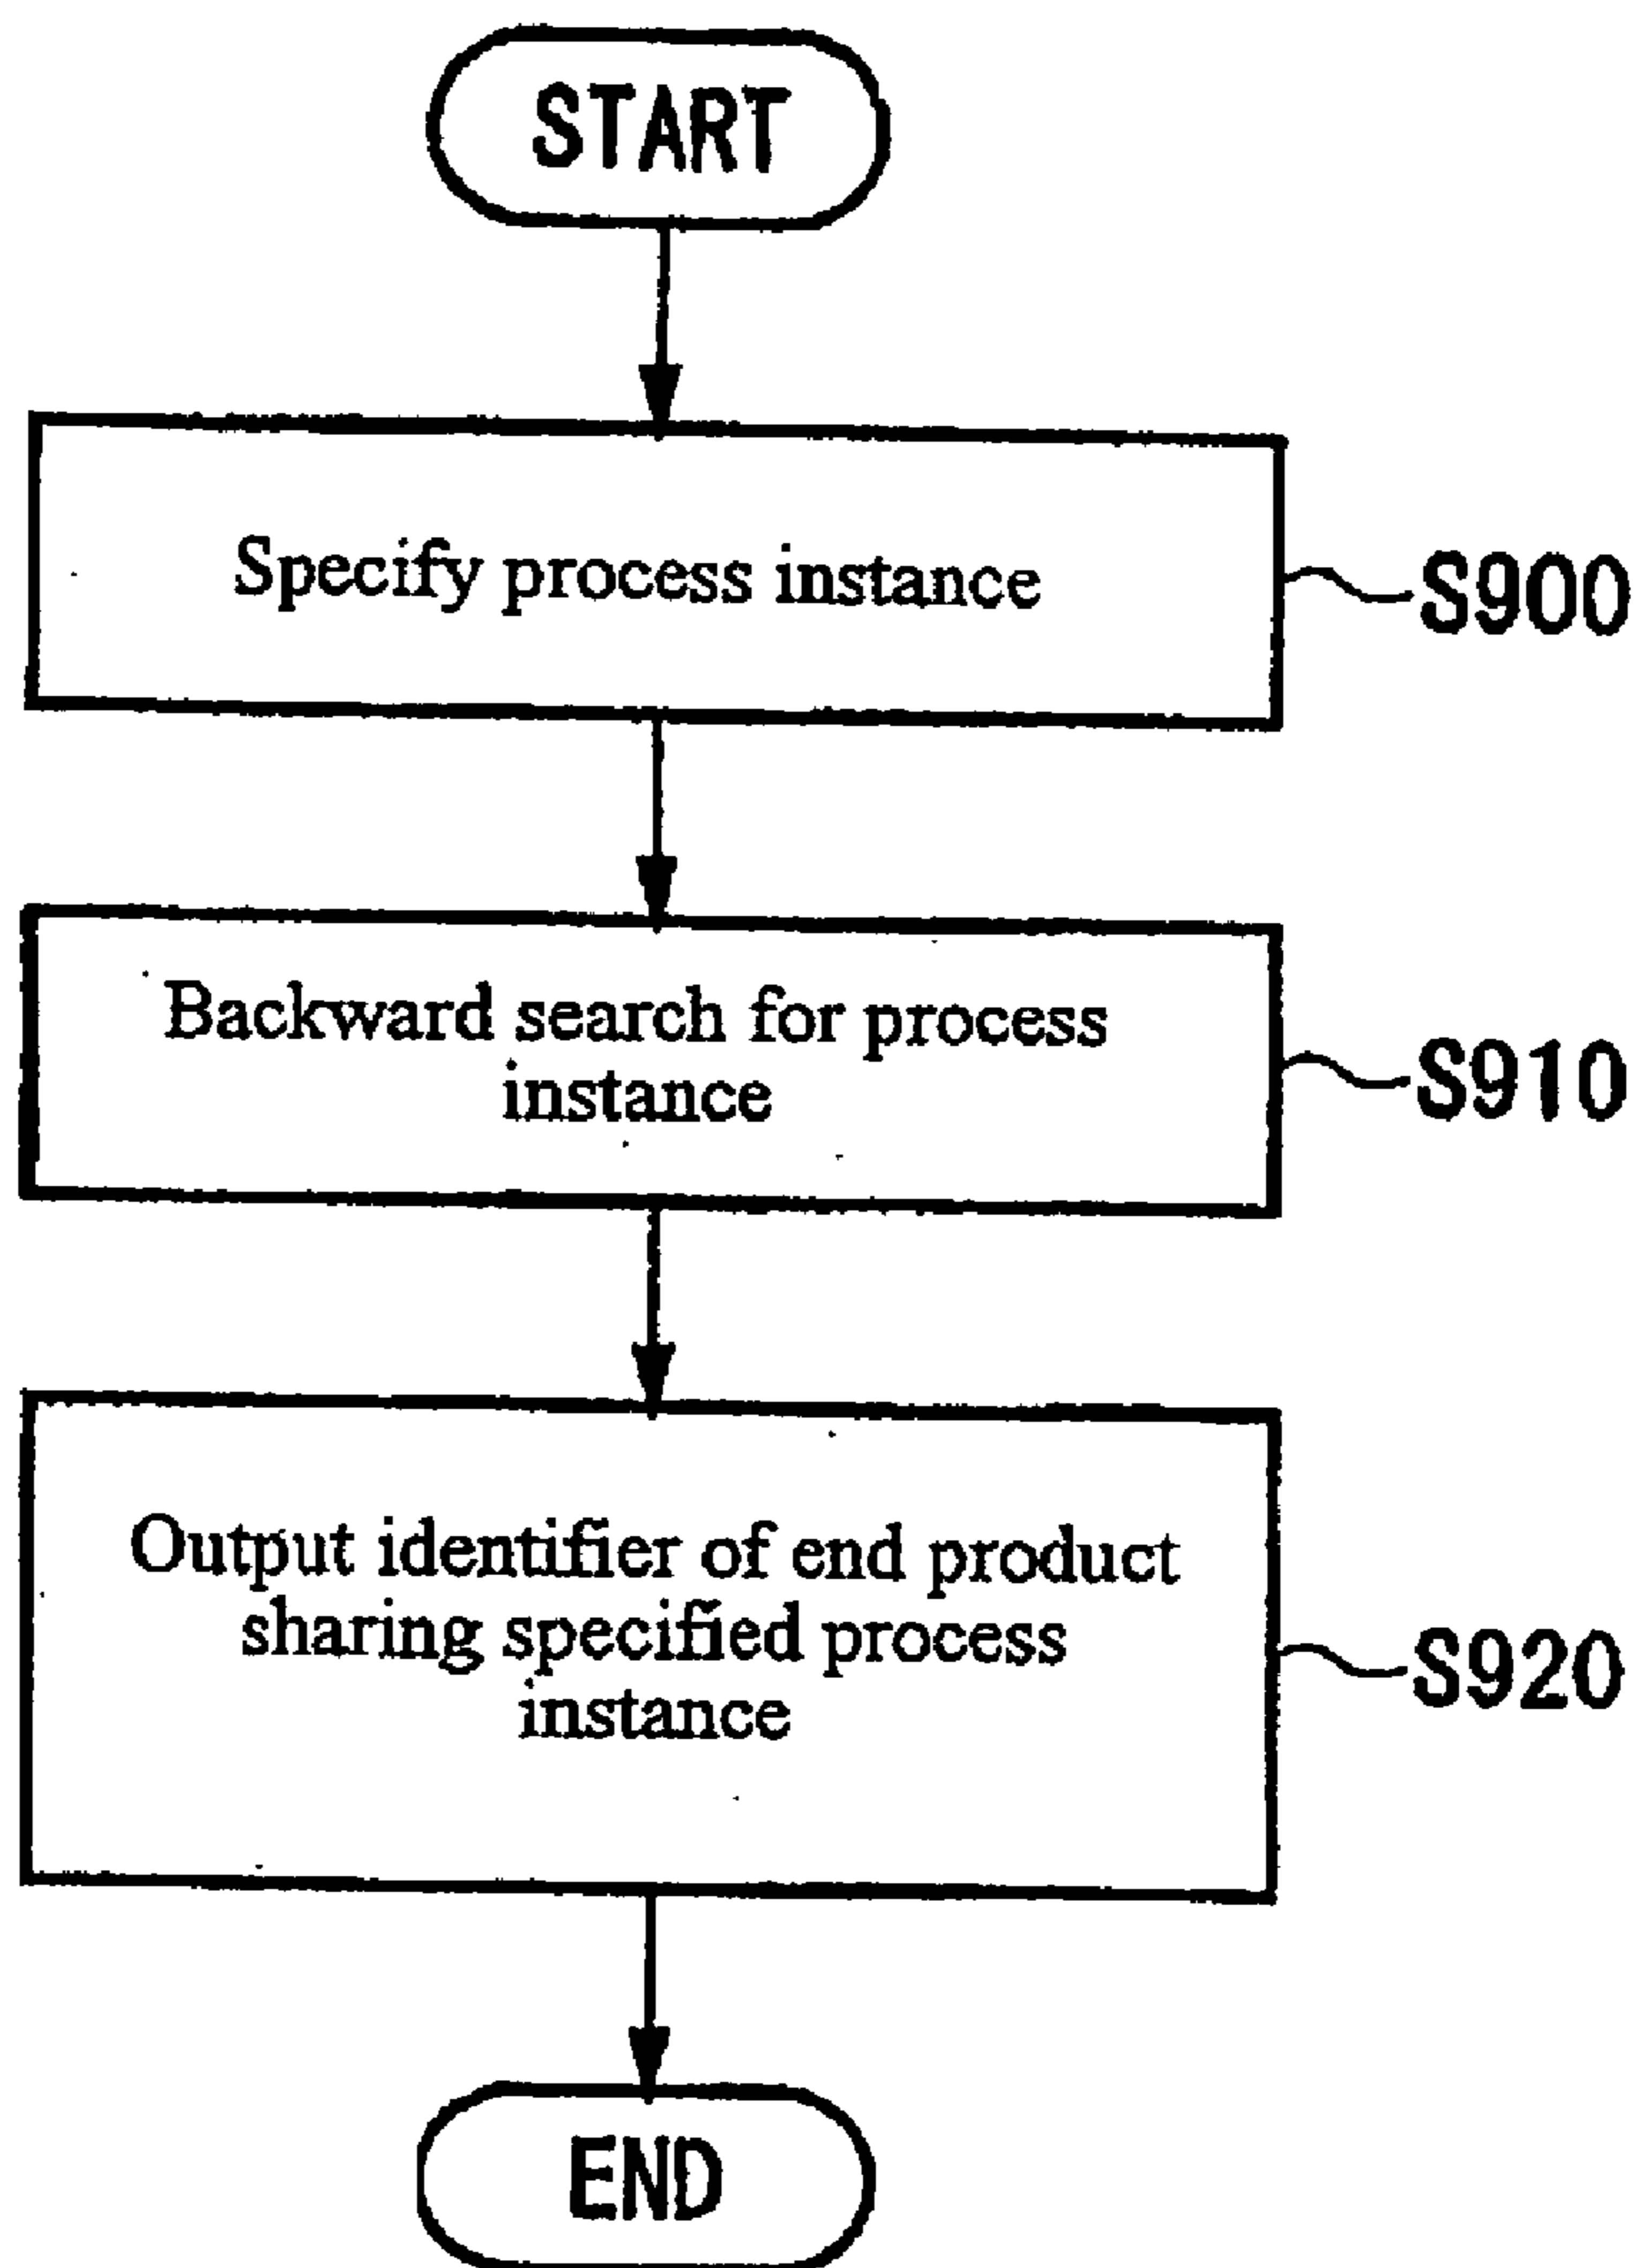 START
Specify process instance
S900
Backward search for process
instance
S910
Output identifier of end product
sharing specified process
instance
S920
END